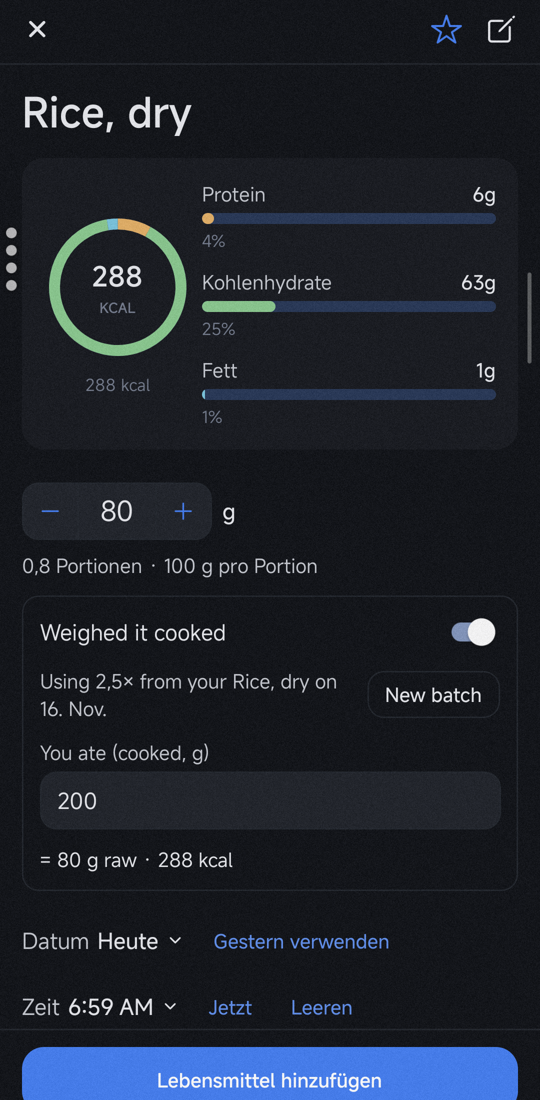 Rice, dry
288
KCAL
288 kcal
Protein 6g
4%
Kohlenhydrate 63g
25%
Fett 1g
1%
− 80 + g
0,8 Portionen · 100 g pro Portion
Weighed it cooked
Using 2,5× from your Rice, dry on
16. Nov.
New batch
You ate (cooked, g)
200
= 80 g raw · 288 kcal
Datum Heute Gestern verwenden
Zeit 6:59 AM Jetzt Leeren
Lebensmittel hinzufügen